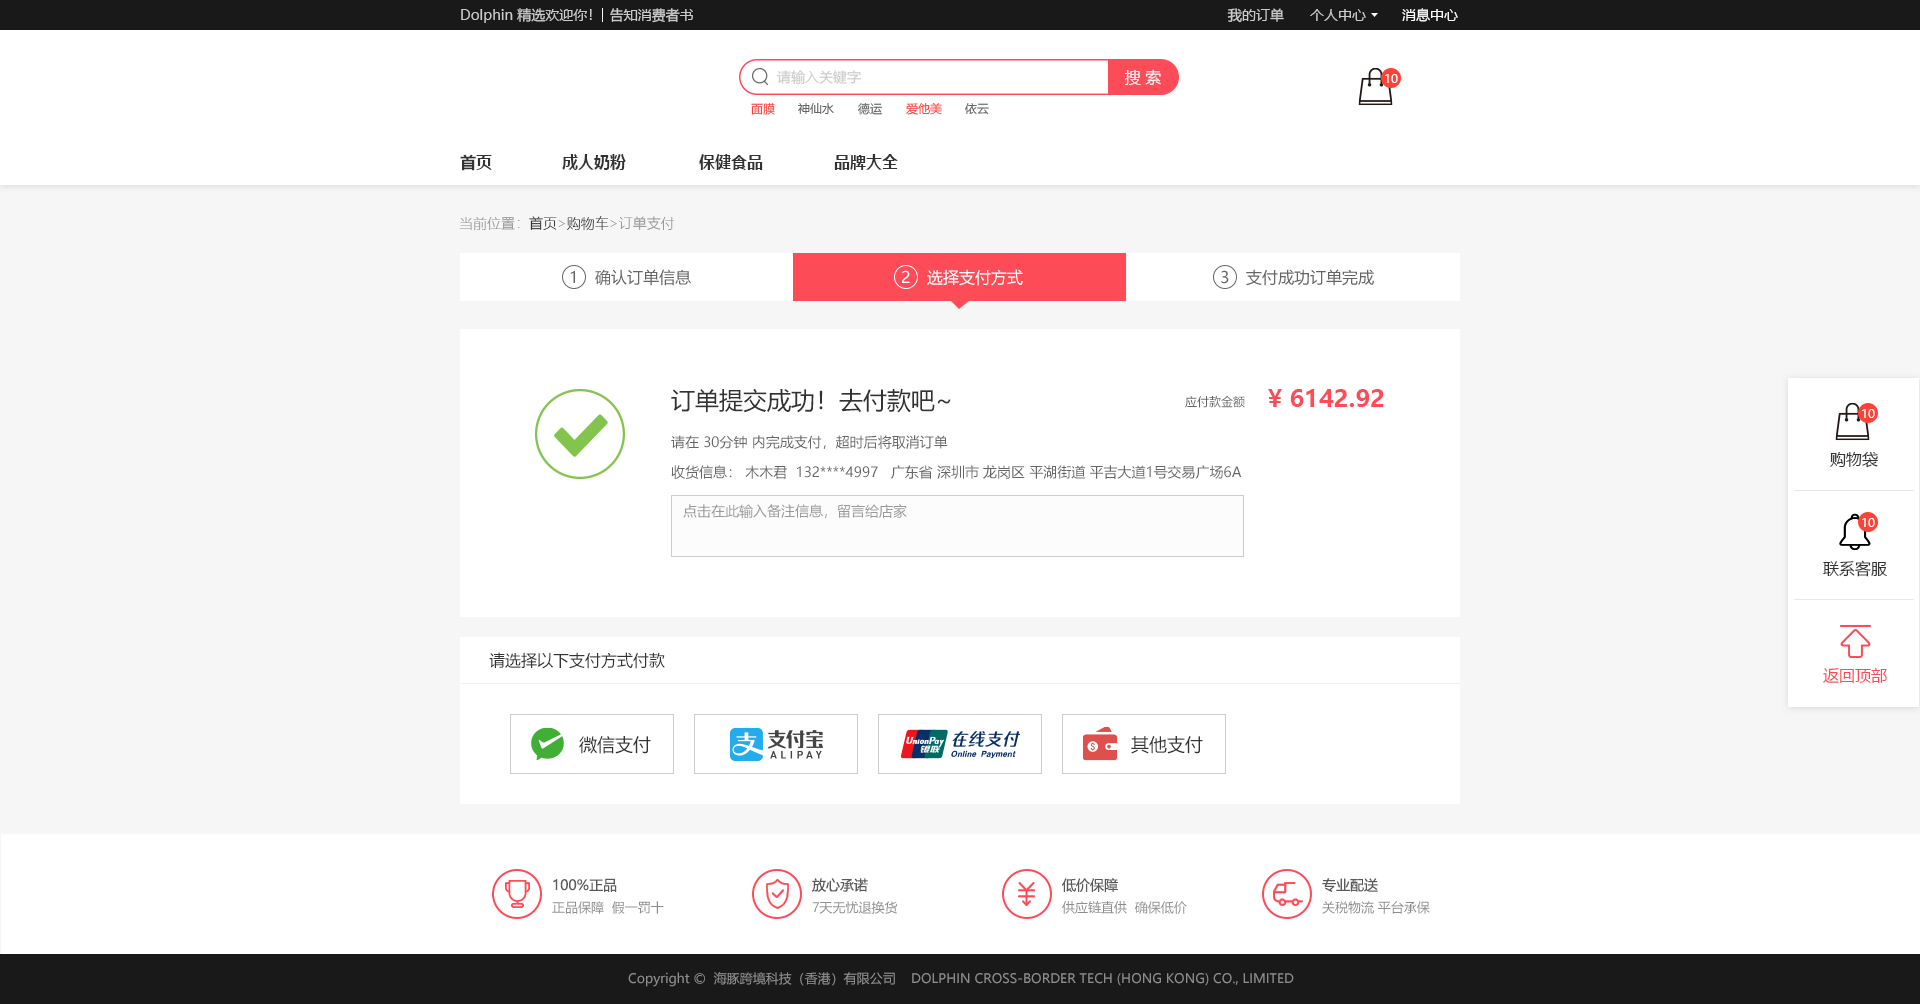 Dolphin 精选欢迎你！| 告知消费者书
我的订单 个人中心 消息中心
请输入关键字
搜 索
10
面膜 神仙水 德运 爱他美 依云
首页 成人奶粉 保健食品 品牌大全
当前位置：首页>购物车>订单支付
1 确认订单信息
2 选择支付方式
3 支付成功订单完成
订单提交成功！去付款吧~
应付款金额 ¥ 6142.92
请在 30分钟 内完成支付，超时后将取消订单
收货信息： 木木君 132****4997 广东省 深圳市 龙岗区 平湖街道 平吉大道1号交易广场6A
点击在此输入备注信息，留言给店家
10
购物袋
10
联系客服
返回顶部
请选择以下支付方式付款
微信支付
支 支付宝
ALIPAY
UnionPay
银联
在线支付
Online Payment
其他支付
100%正品
正品保障 假一罚十
放心承诺
7天无忧退换货
低价保障
供应链直供 确保低价
专业配送
关税物流 平台承保
Copyright © 海豚跨境科技（香港）有限公司 DOLPHIN CROSS-BORDER TECH (HONG KONG) CO., LIMITED